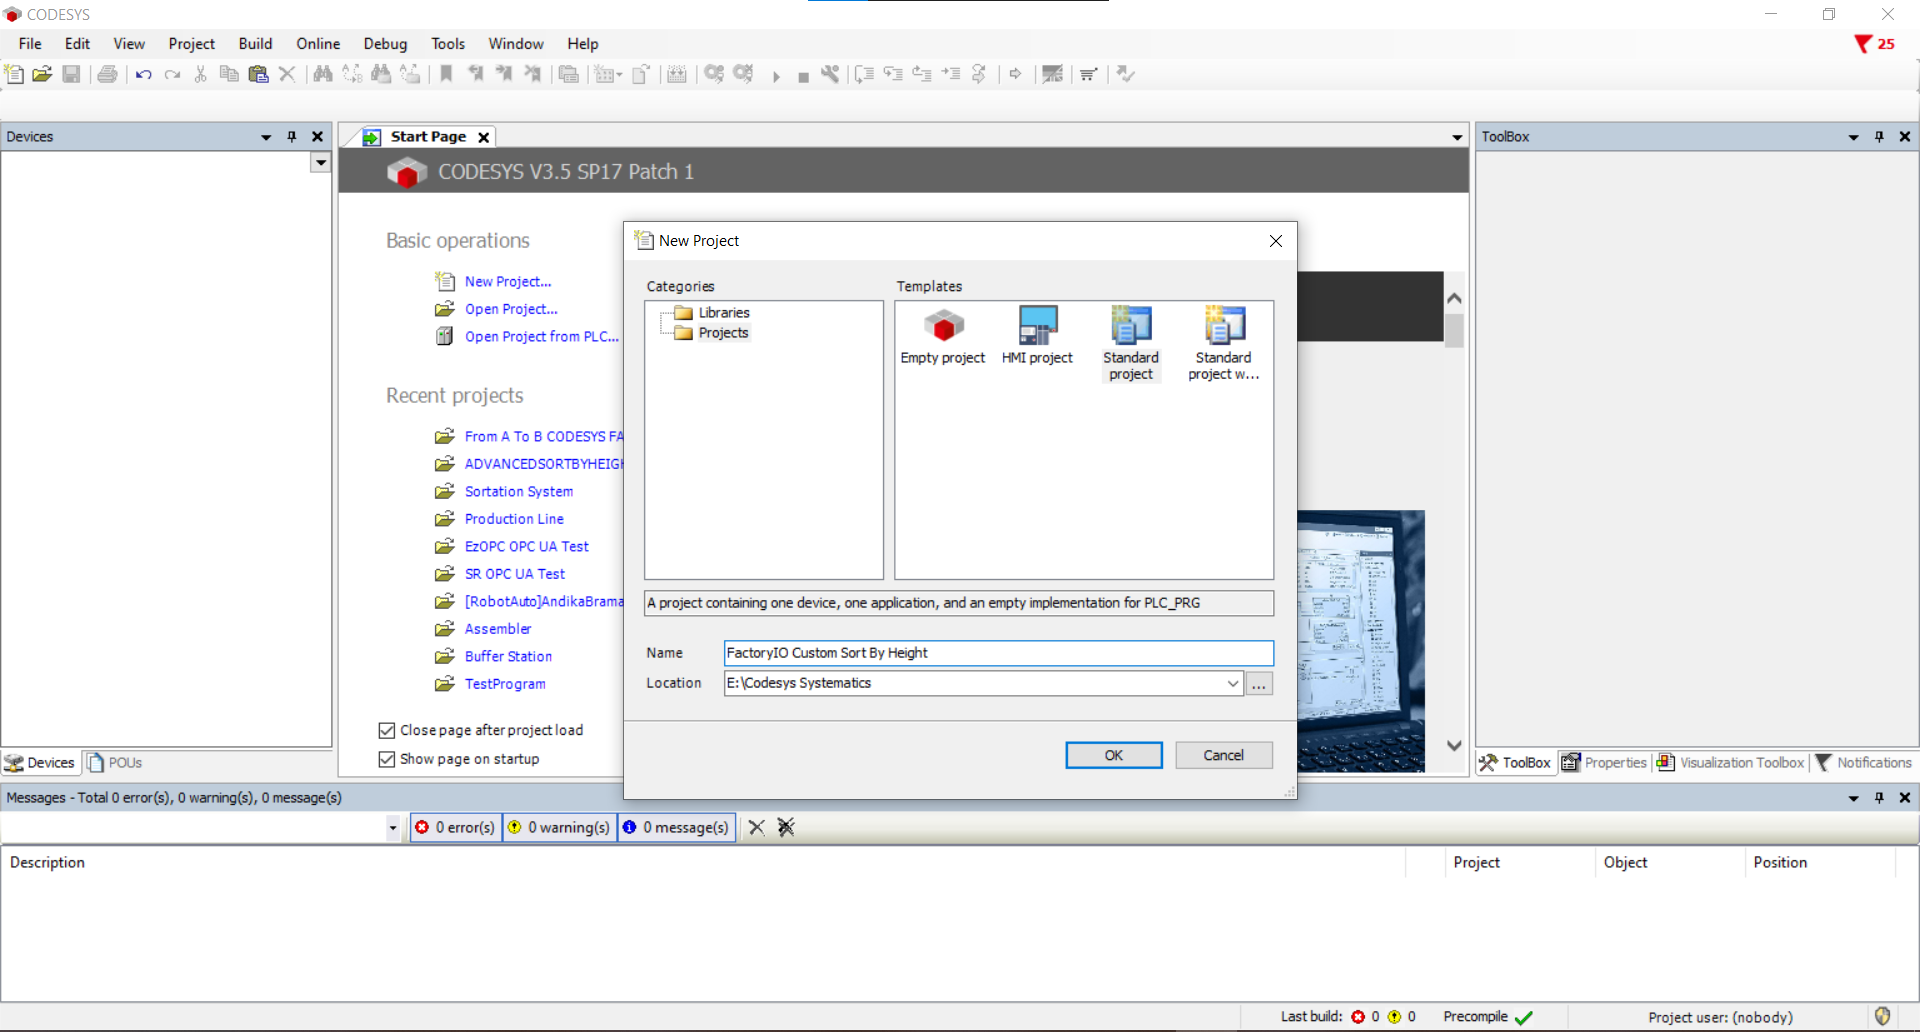 CODESYS
File Edit View Project Build Online Debug Tools Window Help
25
Devices
Start Page
ToolBox
CODESYS V3.5 SP17 Patch 1
Basic operations
New Project...
Open Project...
Open Project from PLC...
Recent projects
From A To B CODESYS FA
ADVANCEDSORTBYHEIGH
Sortation System
Production Line
EzOPC OPC UA Test
SR OPC UA Test
[RobotAuto]AndikaBrama
Assembler
Buffer Station
TestProgram
Close page after project load
Show page on startup
New Project
Categories
Libraries
Projects
Templates
Empty project
HMI project
Standard
project
Standard
project w...
A project containing one device, one application, and an empty implementation for PLC_PRG
Name FactoryIO Custom Sort By Height
Location E:\Codesys Systematics
...
OK Cancel
Devices POUs
ToolBox Properties Visualization Toolbox Notifications
Messages - Total 0 error(s), 0 warning(s), 0 message(s)
0 error(s) 0 warning(s) 0 message(s)
Description Project Object Position
Last build: 0 0 Precompile Project user: (nobody)